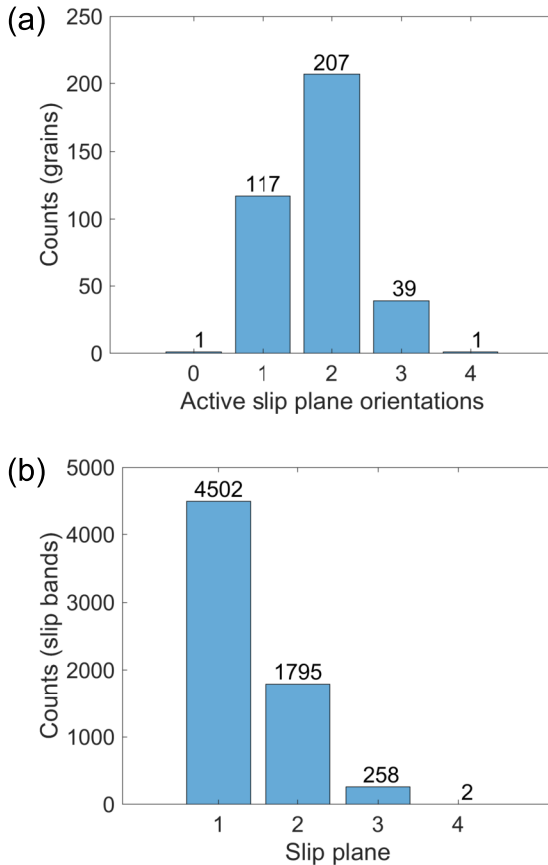 (a)
Counts (grains)
250
200
150
100
50
0
1
117
207
39
1
0 1 2 3 4
Active slip plane orientations
(b)
Counts (slip bands)
5000
4000
3000
2000
1000
0
4502
1795
258
2
1 2 3 4
Slip plane